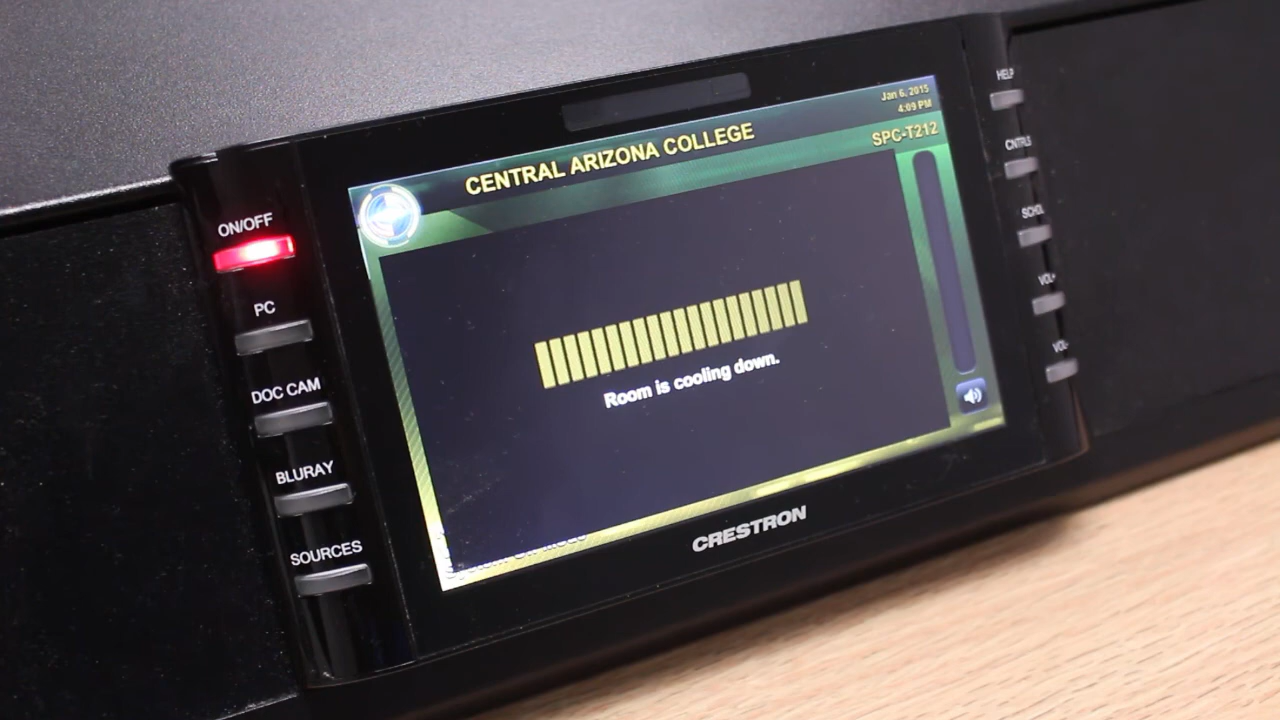 Jan 6, 2015
4:09 PM
CENTRAL ARIZONA COLLEGE
SPC-T212
Room is cooling down.
CRESTRON
ON/OFF
PC
DOC CAM
BLURAY
SOURCES
HELP
CNTRLS
VOL+
VOL-